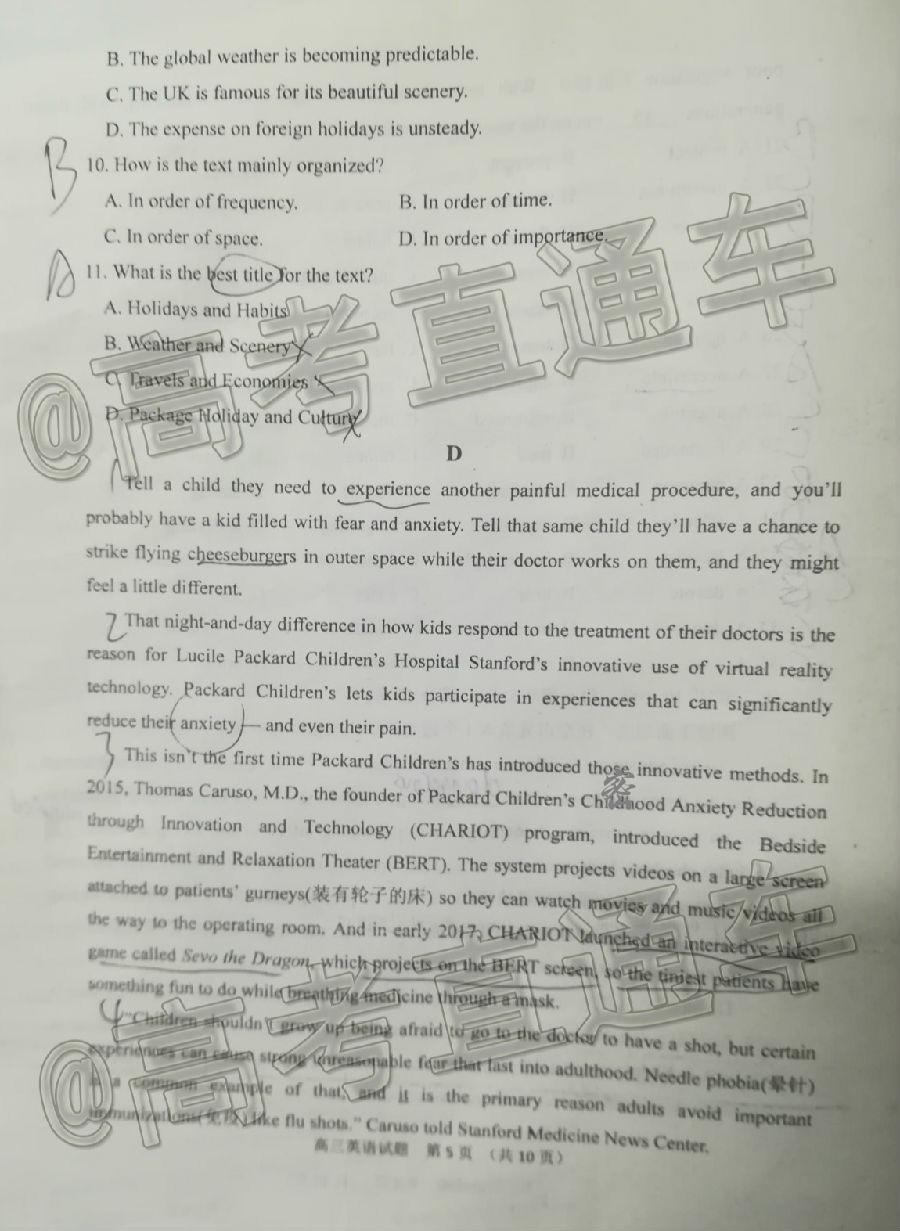 B. The global weather is becoming predictable.
C. The UK is famous for its beautiful scenery.
D. The expense on foreign holidays is unsteady.
B 10. How is the text mainly organized?
A. In order of frequency. B. In order of time.
C. In order of space. D. In order of importance.
11. What is the best title for the text?
A. Holidays and Habits
B. Weather and Scenery
C. Travels and Economies
D. Package Holiday and Culture
D
1 Tell a child they need to experience another painful medical procedure, and you'll
probably have a kid filled with fear and anxiety. Tell that same child they'll have a chance to
strike flying cheeseburgers in outer space while their doctor works on them, and they might
feel a little different.
2 That night-and-day difference in how kids respond to the treatment of their doctors is the
reason for Lucile Packard Children's Hospital Stanford's innovative use of virtual reality
technology. Packard Children's lets kids participate in experiences that can significantly
reduce their anxiety — and even their pain.
3 This isn't the first time Packard Children's has introduced those innovative methods. In
2015, Thomas Caruso, M.D., the founder of Packard Children's Childhood Anxiety Reduction
through Innovation and Technology (CHARIOT) program, introduced the Bedside
Entertainment and Relaxation Theater (BERT). The system projects videos on a large screen
attached to patients' gurneys(装有轮子的床) so they can watch movies and music videos all
the way to the operating room. And in early 2017, CHARIOT launched an interactive video
game called Sevo the Dragon, which projects on the BERT screen, so the tiniest patients have
something fun to do while breathing medicine through a mask.
4 "Children shouldn't grow up being afraid to go to the doctor to have a shot, but certain
experiences can cause strong unreasonable fear that last into adulthood. Needle phobia(晕针)
is a common example of that, and it is the primary reason adults avoid important
immunizations(免疫) like flu shots." Caruso told Stanford Medicine News Center.
高三英语试题 第 5 页 (共 10 页)
@高考直通车
@高考直通车